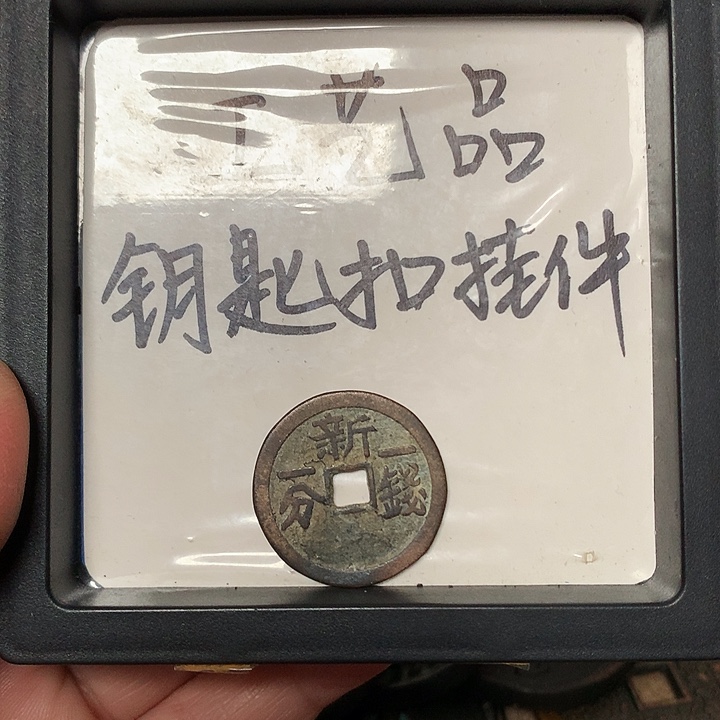 工艺品
钥匙扣挂件
新
一分 一錢